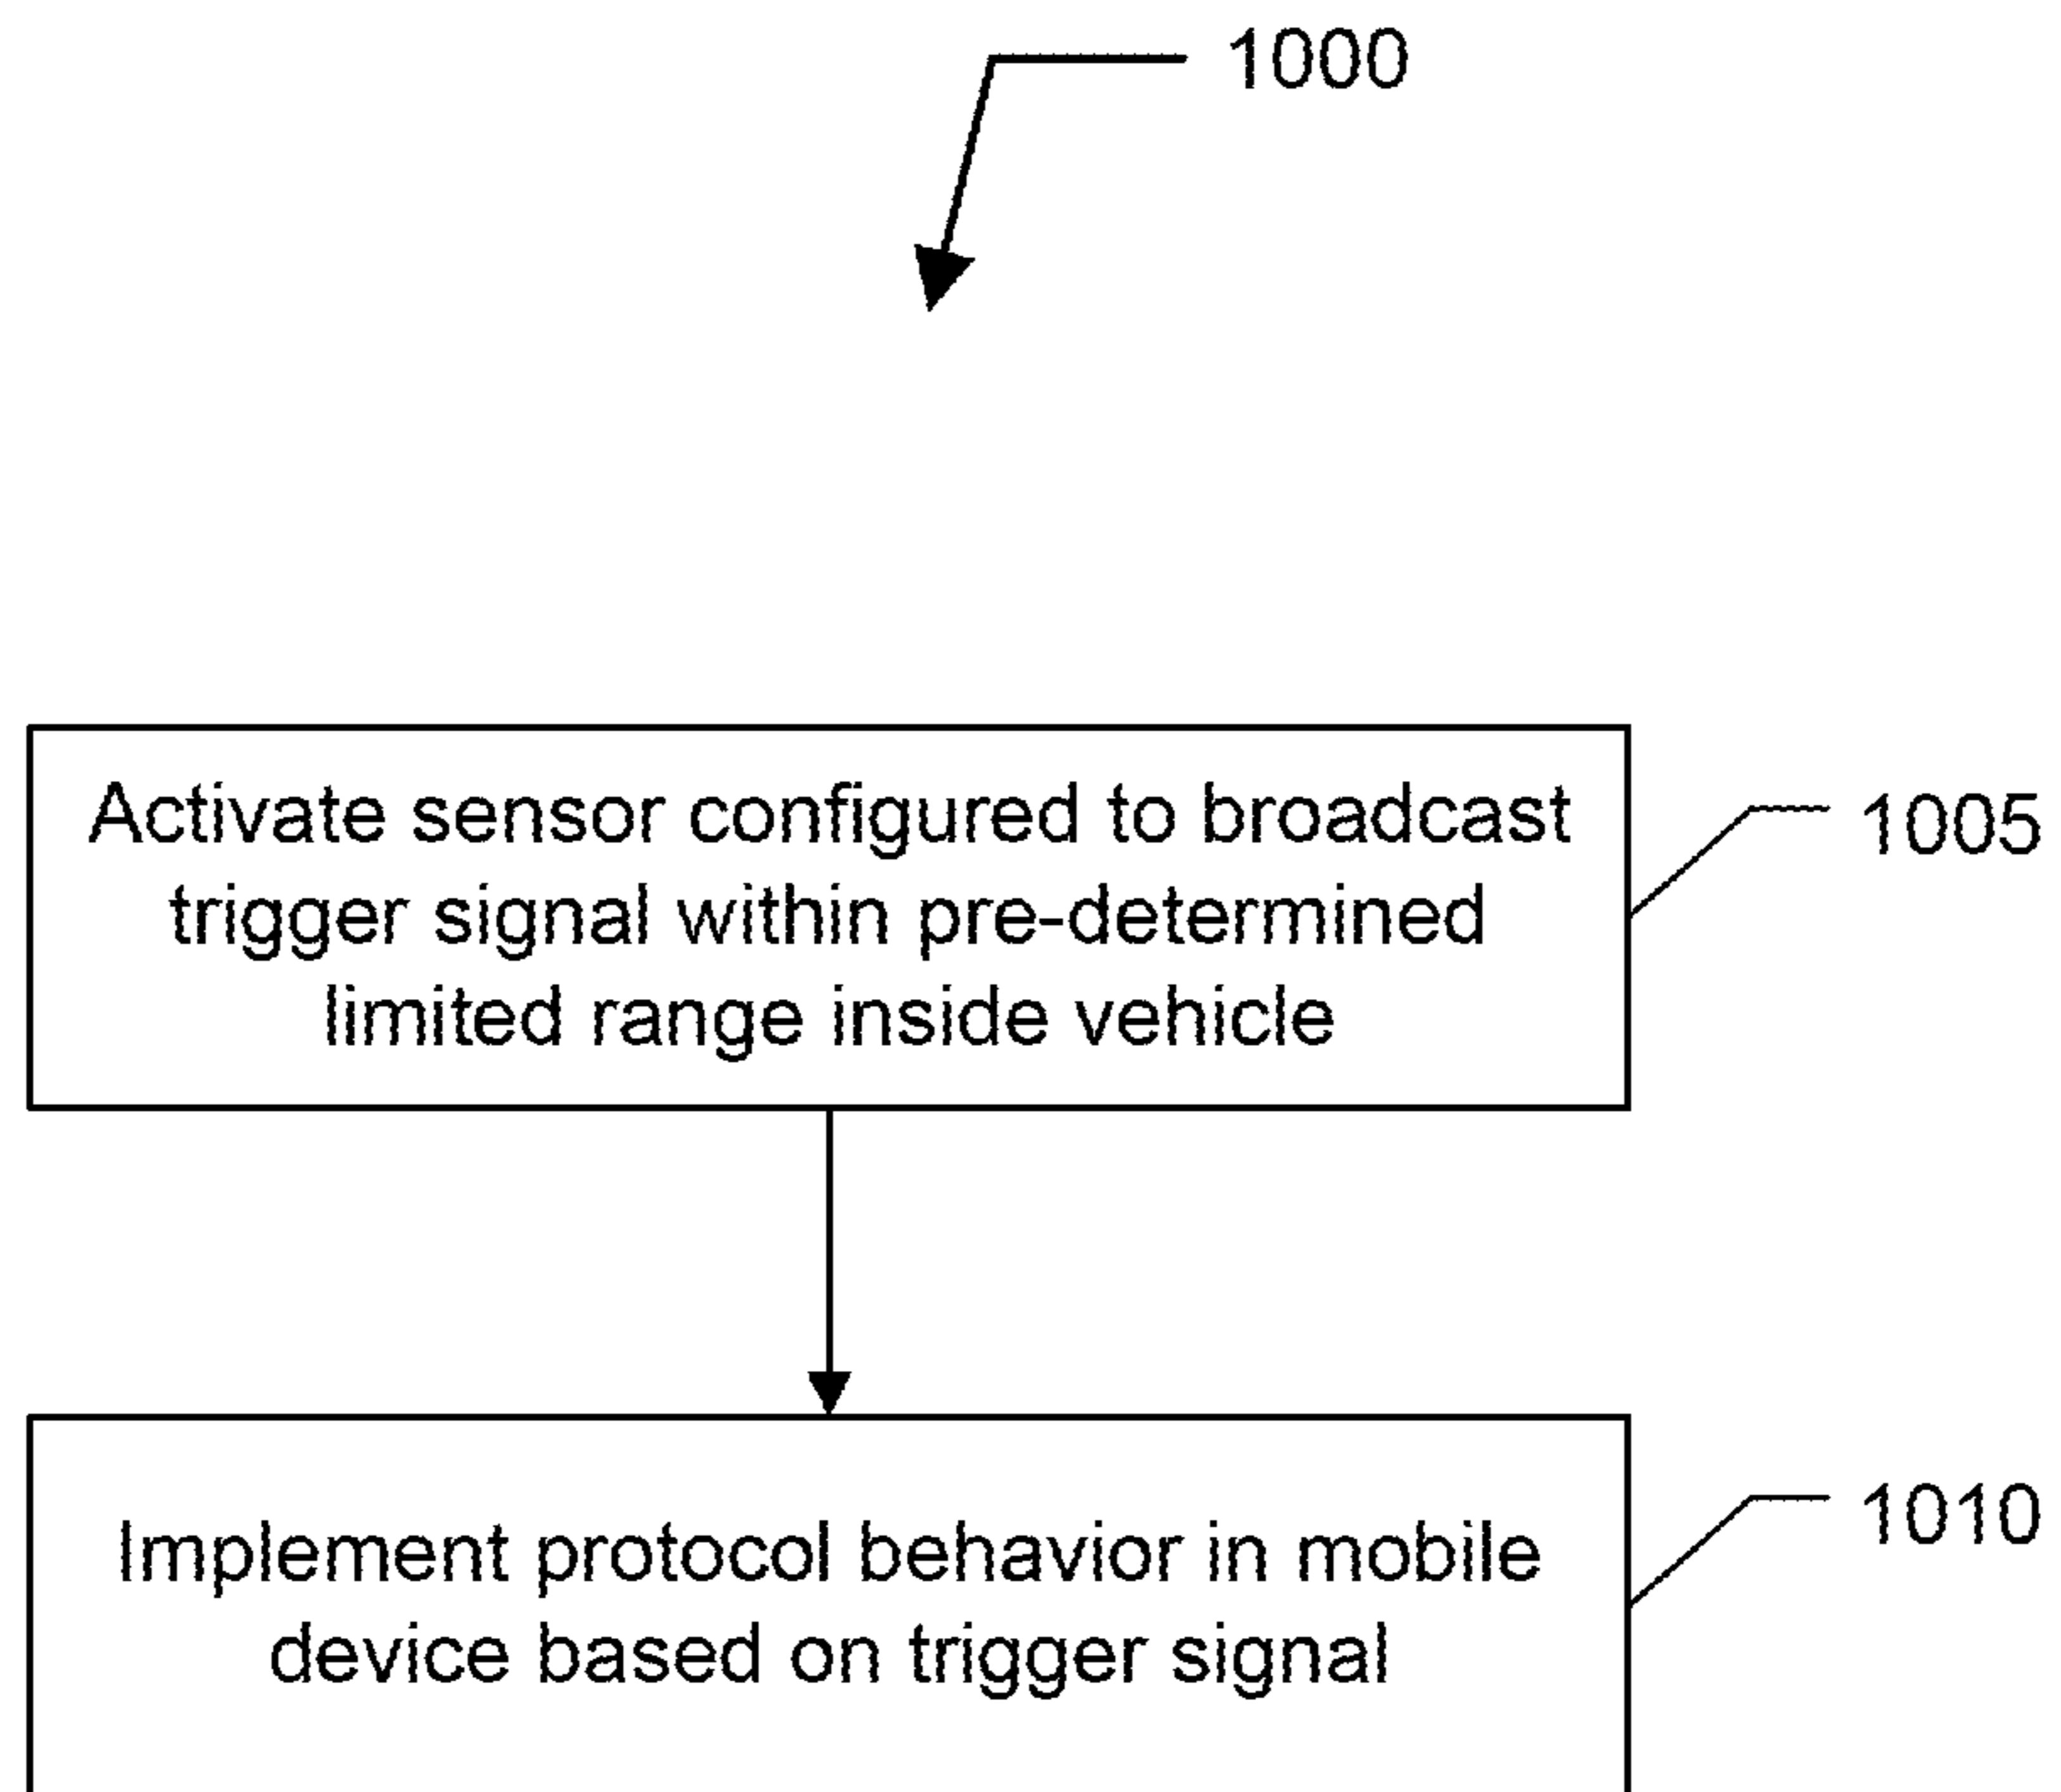 1000
Activate sensor configured to broadcast
trigger signal within pre-determined
limited range inside vehicle
1005
Implement protocol behavior in mobile
device based on trigger signal
1010